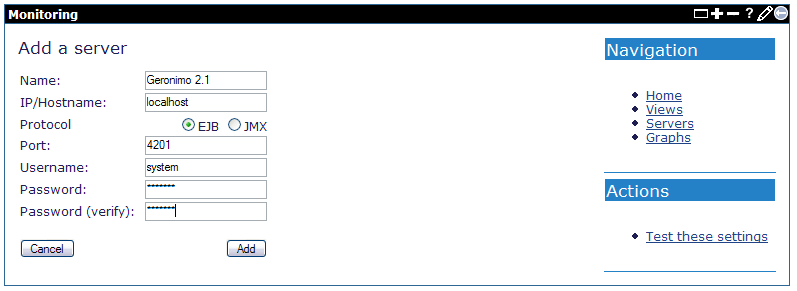 Monitoring
Add a server
Name: Geronimo 2.1
IP/Hostname: localhost
Protocol EJB JMX
Port: 4201
Username: system
Password: *******
Password (verify): *******
Cancel Add
Navigation
Home
Views
Servers
Graphs
Actions
Test these settings